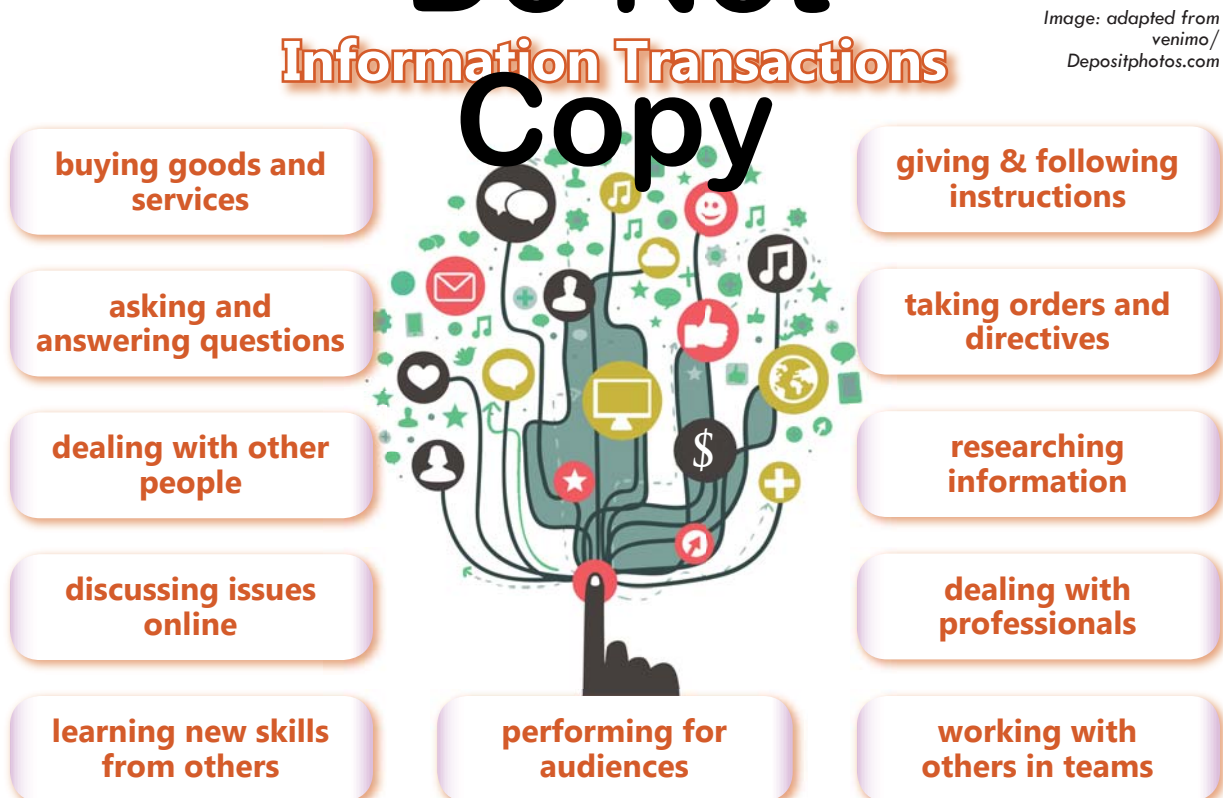 Do Not
Image: adapted from
venimo/
Depositphotos.com
Information Transactions
Copy
buying goods and
services
giving & following
instructions
asking and
answering questions
taking orders and
directives
dealing with other
people
$
researching
information
discussing issues
online
dealing with
professionals
learning new skills
from others
performing for
audiences
working with
others in teams